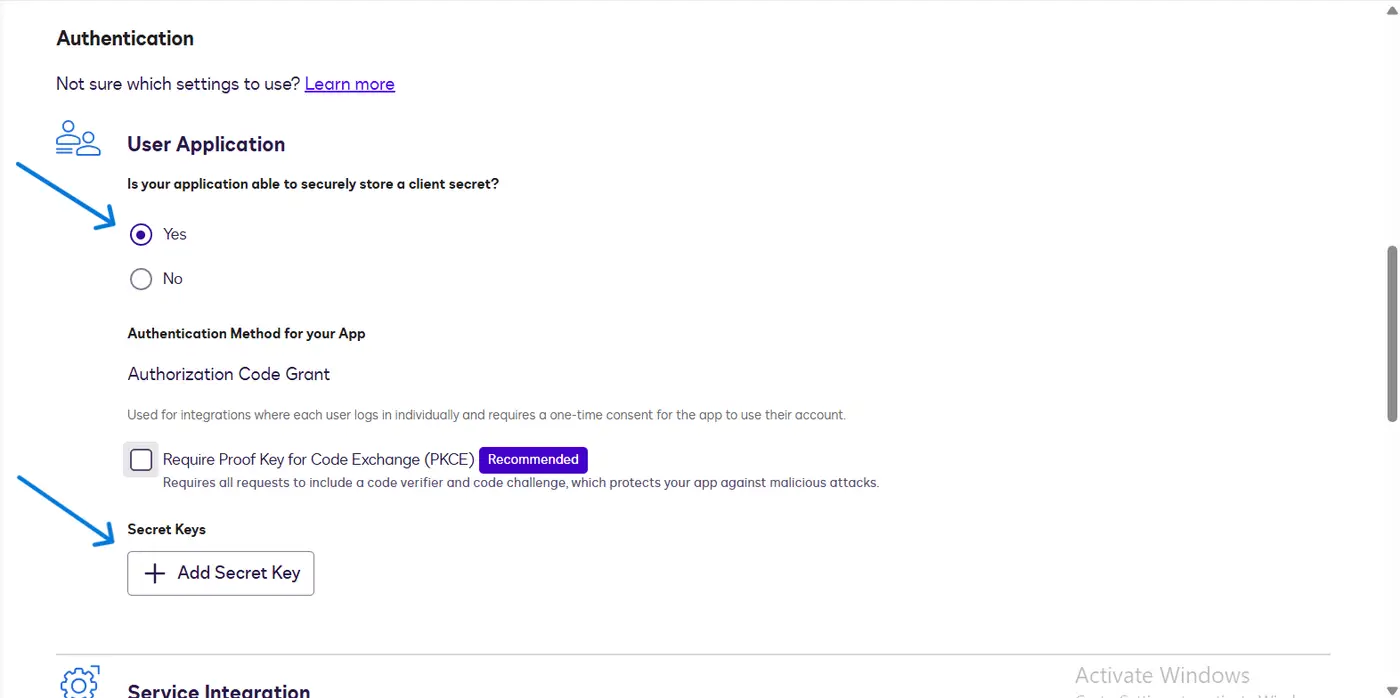 Authentication
Not sure which settings to use? Learn more
User Application
Is your application able to securely store a client secret?
Yes
No
Authentication Method for your App
Authorization Code Grant
Used for integrations where each user logs in individually and requires a one-time consent for the app to use their account.
Require Proof Key for Code Exchange (PKCE) Recommended
Requires all requests to include a code verifier and code challenge, which protects your app against malicious attacks.
Secret Keys
Add Secret Key
Service Integration
Activate Windows